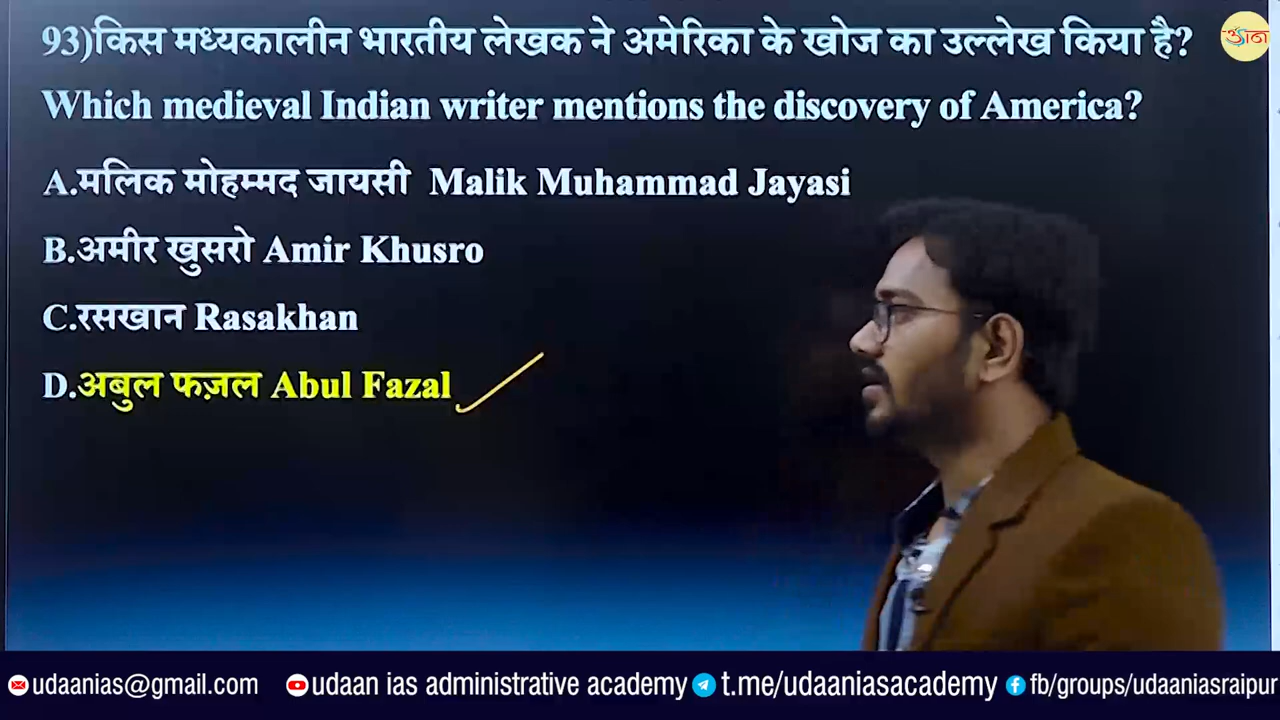 93)किस मध्यकालीन भारतीय लेखक ने अमेरिका के खोज का उल्लेख किया है?
Which medieval Indian writer mentions the discovery of America?
A.मलिक मोहम्मद जायसी Malik Muhammad Jayasi
B.अमीर खुसरो Amir Khusro
C.रसखान Rasakhan
D.अबुल फज़ल Abul Fazal
udaanias@gmail.com udaan ias administrative academy t.me/udaaniasacademy fb/groups/udaaniasraipur